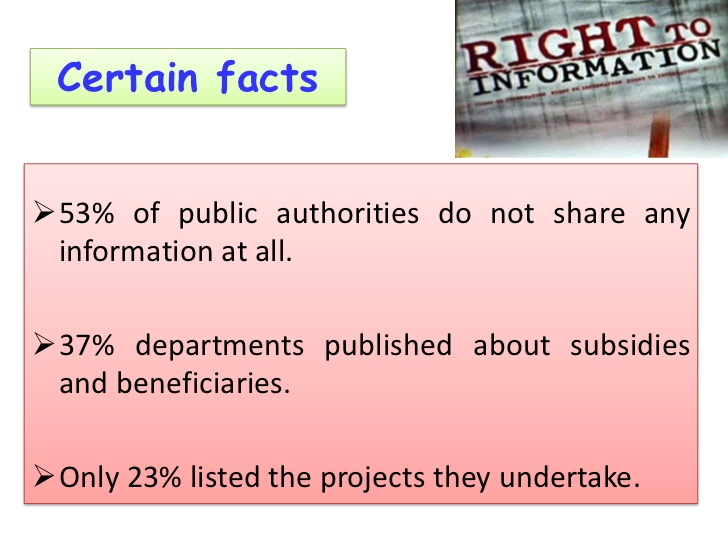 Certain facts
RIGHT TO
INFORMATION
➢53% of public authorities do not share any
information at all.
➢37% departments published about subsidies
and beneficiaries.
➢Only 23% listed the projects they undertake.